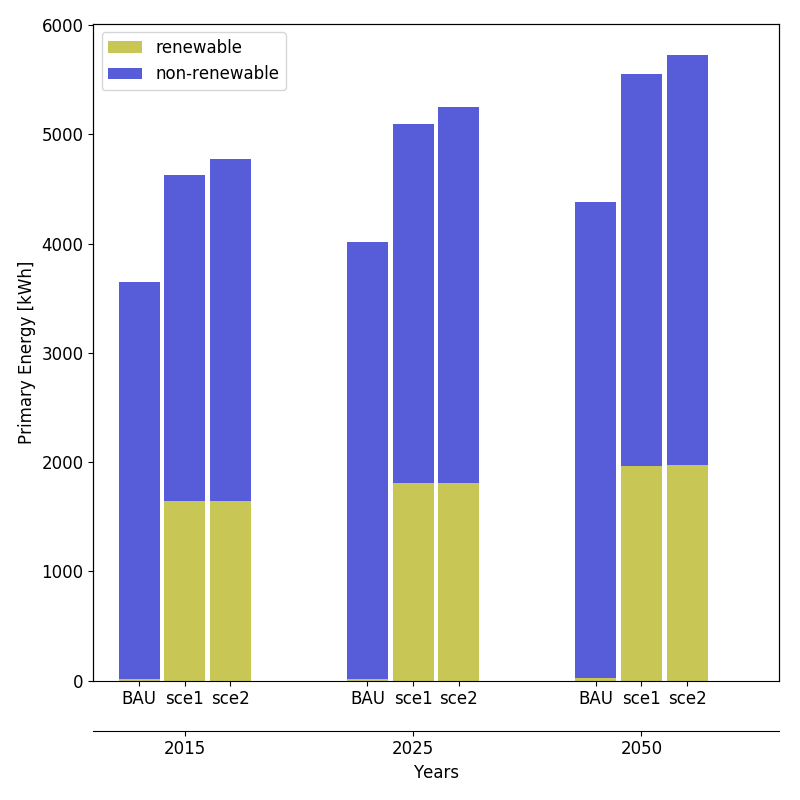 renewable
non-renewable
6000
5000
4000
3000
2000
1000
0
Primary Energy [kWh]
BAU sce1 sce2 BAU sce1 sce2 BAU sce1 sce2
2015 2025 2050
Years